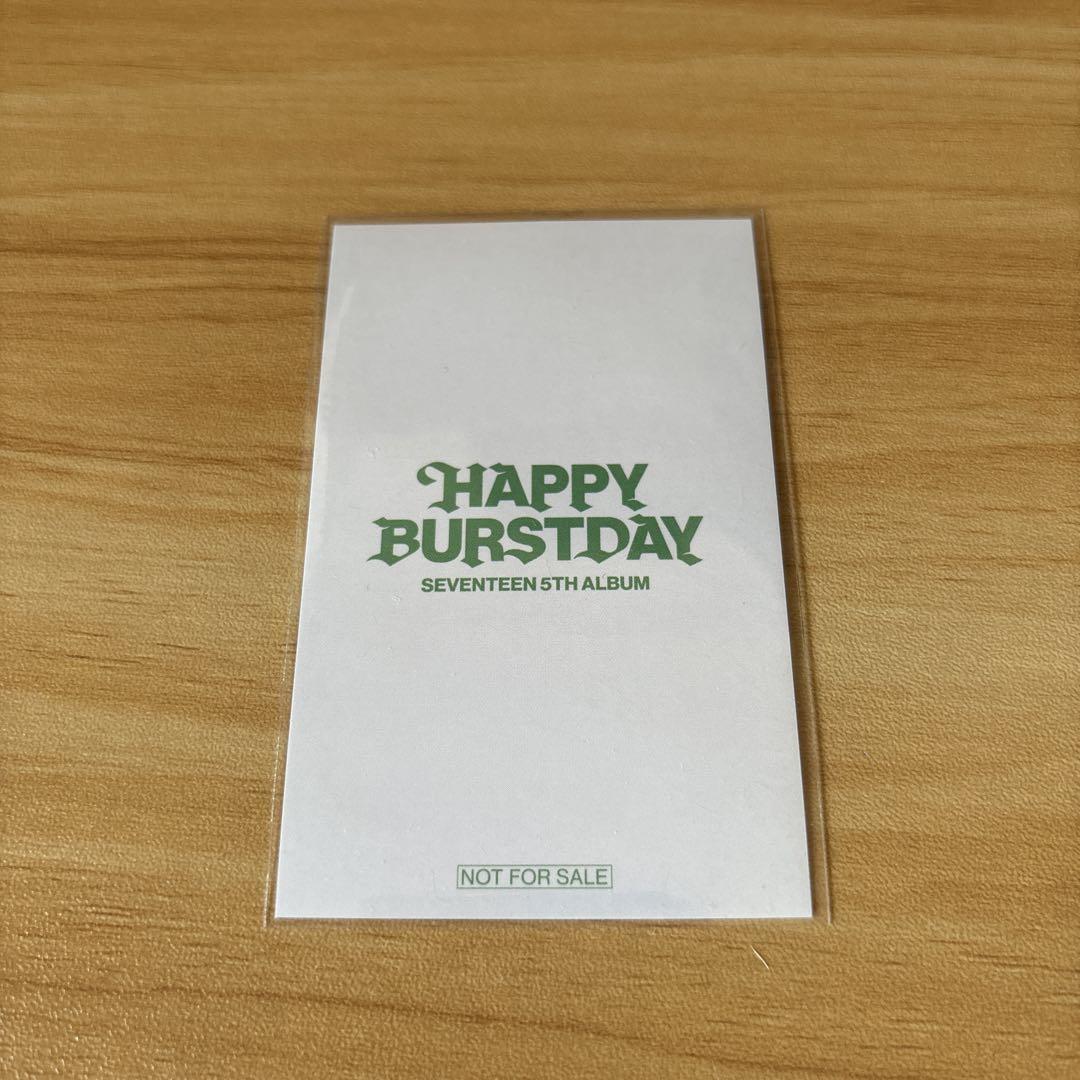 HAPPY
BURSTDAY
SEVENTEEN 5TH ALBUM
NOT FOR SALE